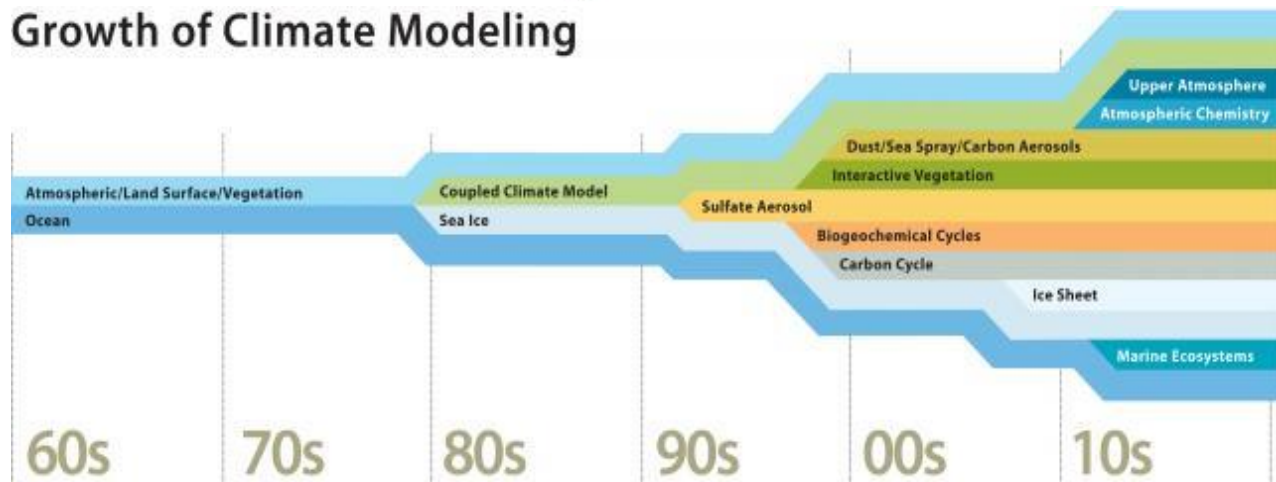 Growth of Climate Modeling
Upper Atmosphere
Atmospheric Chemistry
Dust/Sea Spray/Carbon Aerosols
Interactive Vegetation
Atmospheric/Land Surface/Vegetation
Coupled Climate Model
Sulfate Aerosol
Ocean
Sea Ice
Biogeochemical Cycles
Carbon Cycle
Ice Sheet
Marine Ecosystems
60s 70s 80s 90s 00s 10s